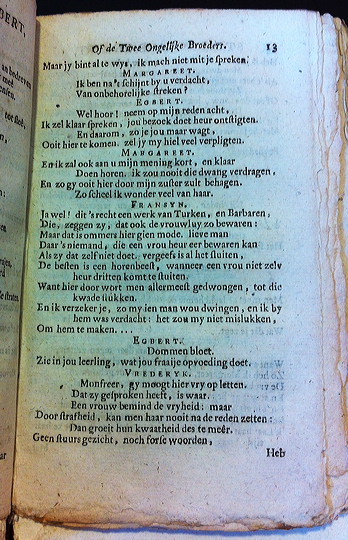 Of de Twee Ongelijke Broeders. 13
Maar jy bint al te wys, ik mach niet mit je spreken.
MARGAREET.
Ik ben na't schijnt by u verdacht,
Van onbehorelijke streken?
EGBERT.
Wel hoor! neem op mijn reden acht,
Ik zel klaar spreken, jou bezoek doet heur ontstigten.
En daarom, zo je jou maar wagt,
Ooit hier te komen. zel jy my hiel veel verpligten.
MARGAREET.
En ik zal ook aan u mijn mening kort, en klaar
Doen horen. ik zou nooit die dwang verdragen,
En zo gy ooit hier door mijn zuster zult behagen.
Zo scheel ik wonder veel van haar.
FRANSYN.
Ja wel! dit's recht een werk van Turken, en Barbaren,
Die, zeggen zy, dat ook de vrouwluy zo bewaren:
Maar dat is ommers hier gien mode. lieve man
Daar's niemand, die een vrou heur eer bewaren kan
Als zy dat zelf niet doet. vergeefs is al het sluiten,
De besten is een horenbeest, wanneer een vrou niet zelv
heur driften komt te stuiten.
Want hier door wort men allermeest gedwongen, tot die
kwade stukken.
En ik verzeker je, zo my ien man wou dwingen, en ik by
hem was verdacht: het zou my niet mislukken,
Om hem te maken....
EGBERT.
Dommen bloet.
Zie in jou leerling, wat jou fraaije opvoeding doet.
VREDERYK.
Monfreer, gy moogt hier vry op letten.
Dat zy gesproken heeft, is waar.
Een vrouw bemind de vryheid: maar
Door strafheid, kan men haar nooit na de reden zetten:
Dan groeit hun kwaatheid des te meêr.
Geen stuurs gezicht, noch forse woorden,
Heb